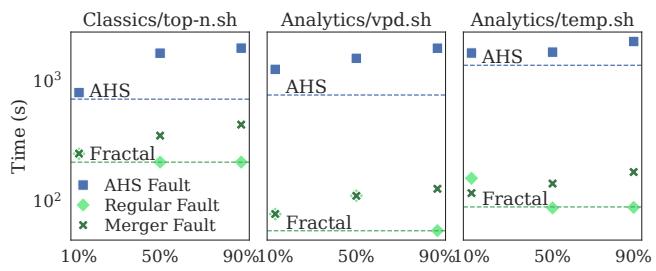 Classics/top-n.sh Analytics/vpd.sh Analytics/temp.sh
Time (s)
10³
10²
AHS
Fractal
AHS Fault
Regular Fault
Merger Fault
AHS
Fractal
AHS
Fractal
10% 50% 90% 10% 50% 90% 10% 50% 90%